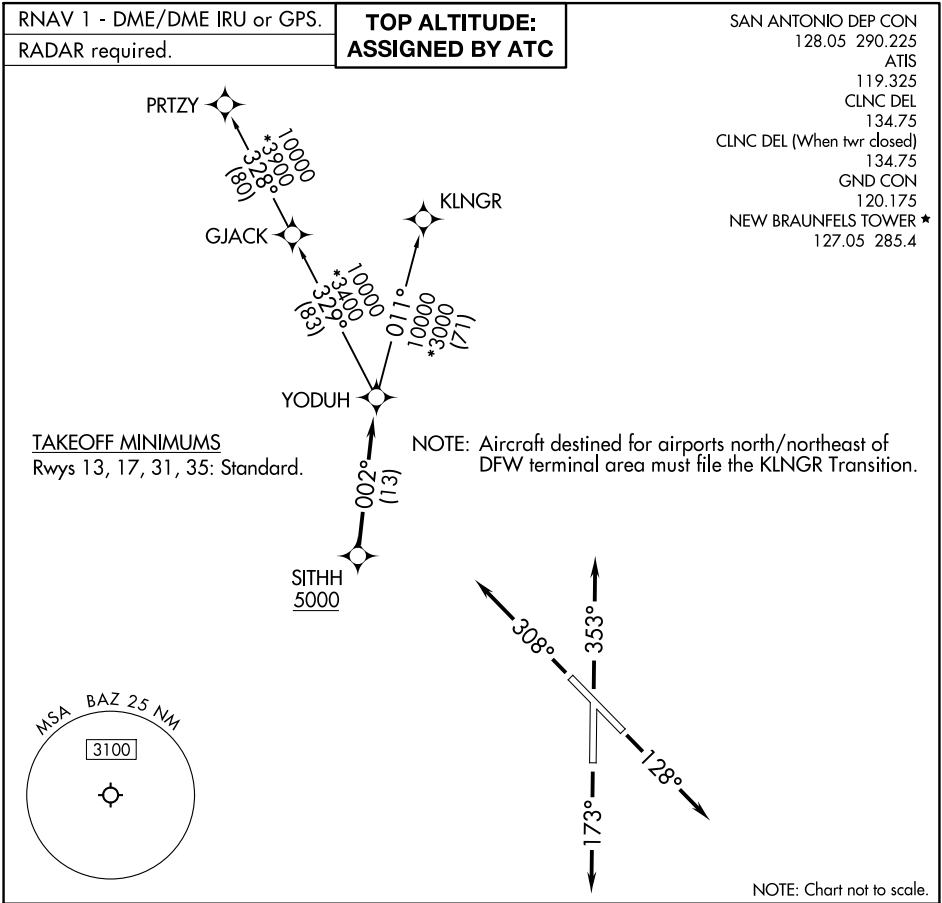 RNAV 1 - DME/DME IRU or GPS.
RADAR required.
TOP ALTITUDE:
ASSIGNED BY ATC
SAN ANTONIO DEP CON
128.05 290.225
ATIS
119.325
CLNC DEL
134.75
CLNC DEL (When twr closed)
134.75
GND CON
120.175
NEW BRAUNFELS TOWER ★
127.05 285.4
PRTZY
10000
*3900
328°
(80)
GJACK
KLNGR
10000
*3400
329°
(83)
011°
10000
*3000
(71)
YODUH
TAKEOFF MINIMUMS
Rwys 13, 17, 31, 35: Standard.
NOTE: Aircraft destined for airports north/northeast of
DFW terminal area must file the KLNGR Transition.
002°
(13)
SITHH
5000
308°
353°
128°
173°
MSA BAZ 25 NM
3100
NOTE: Chart not to scale.